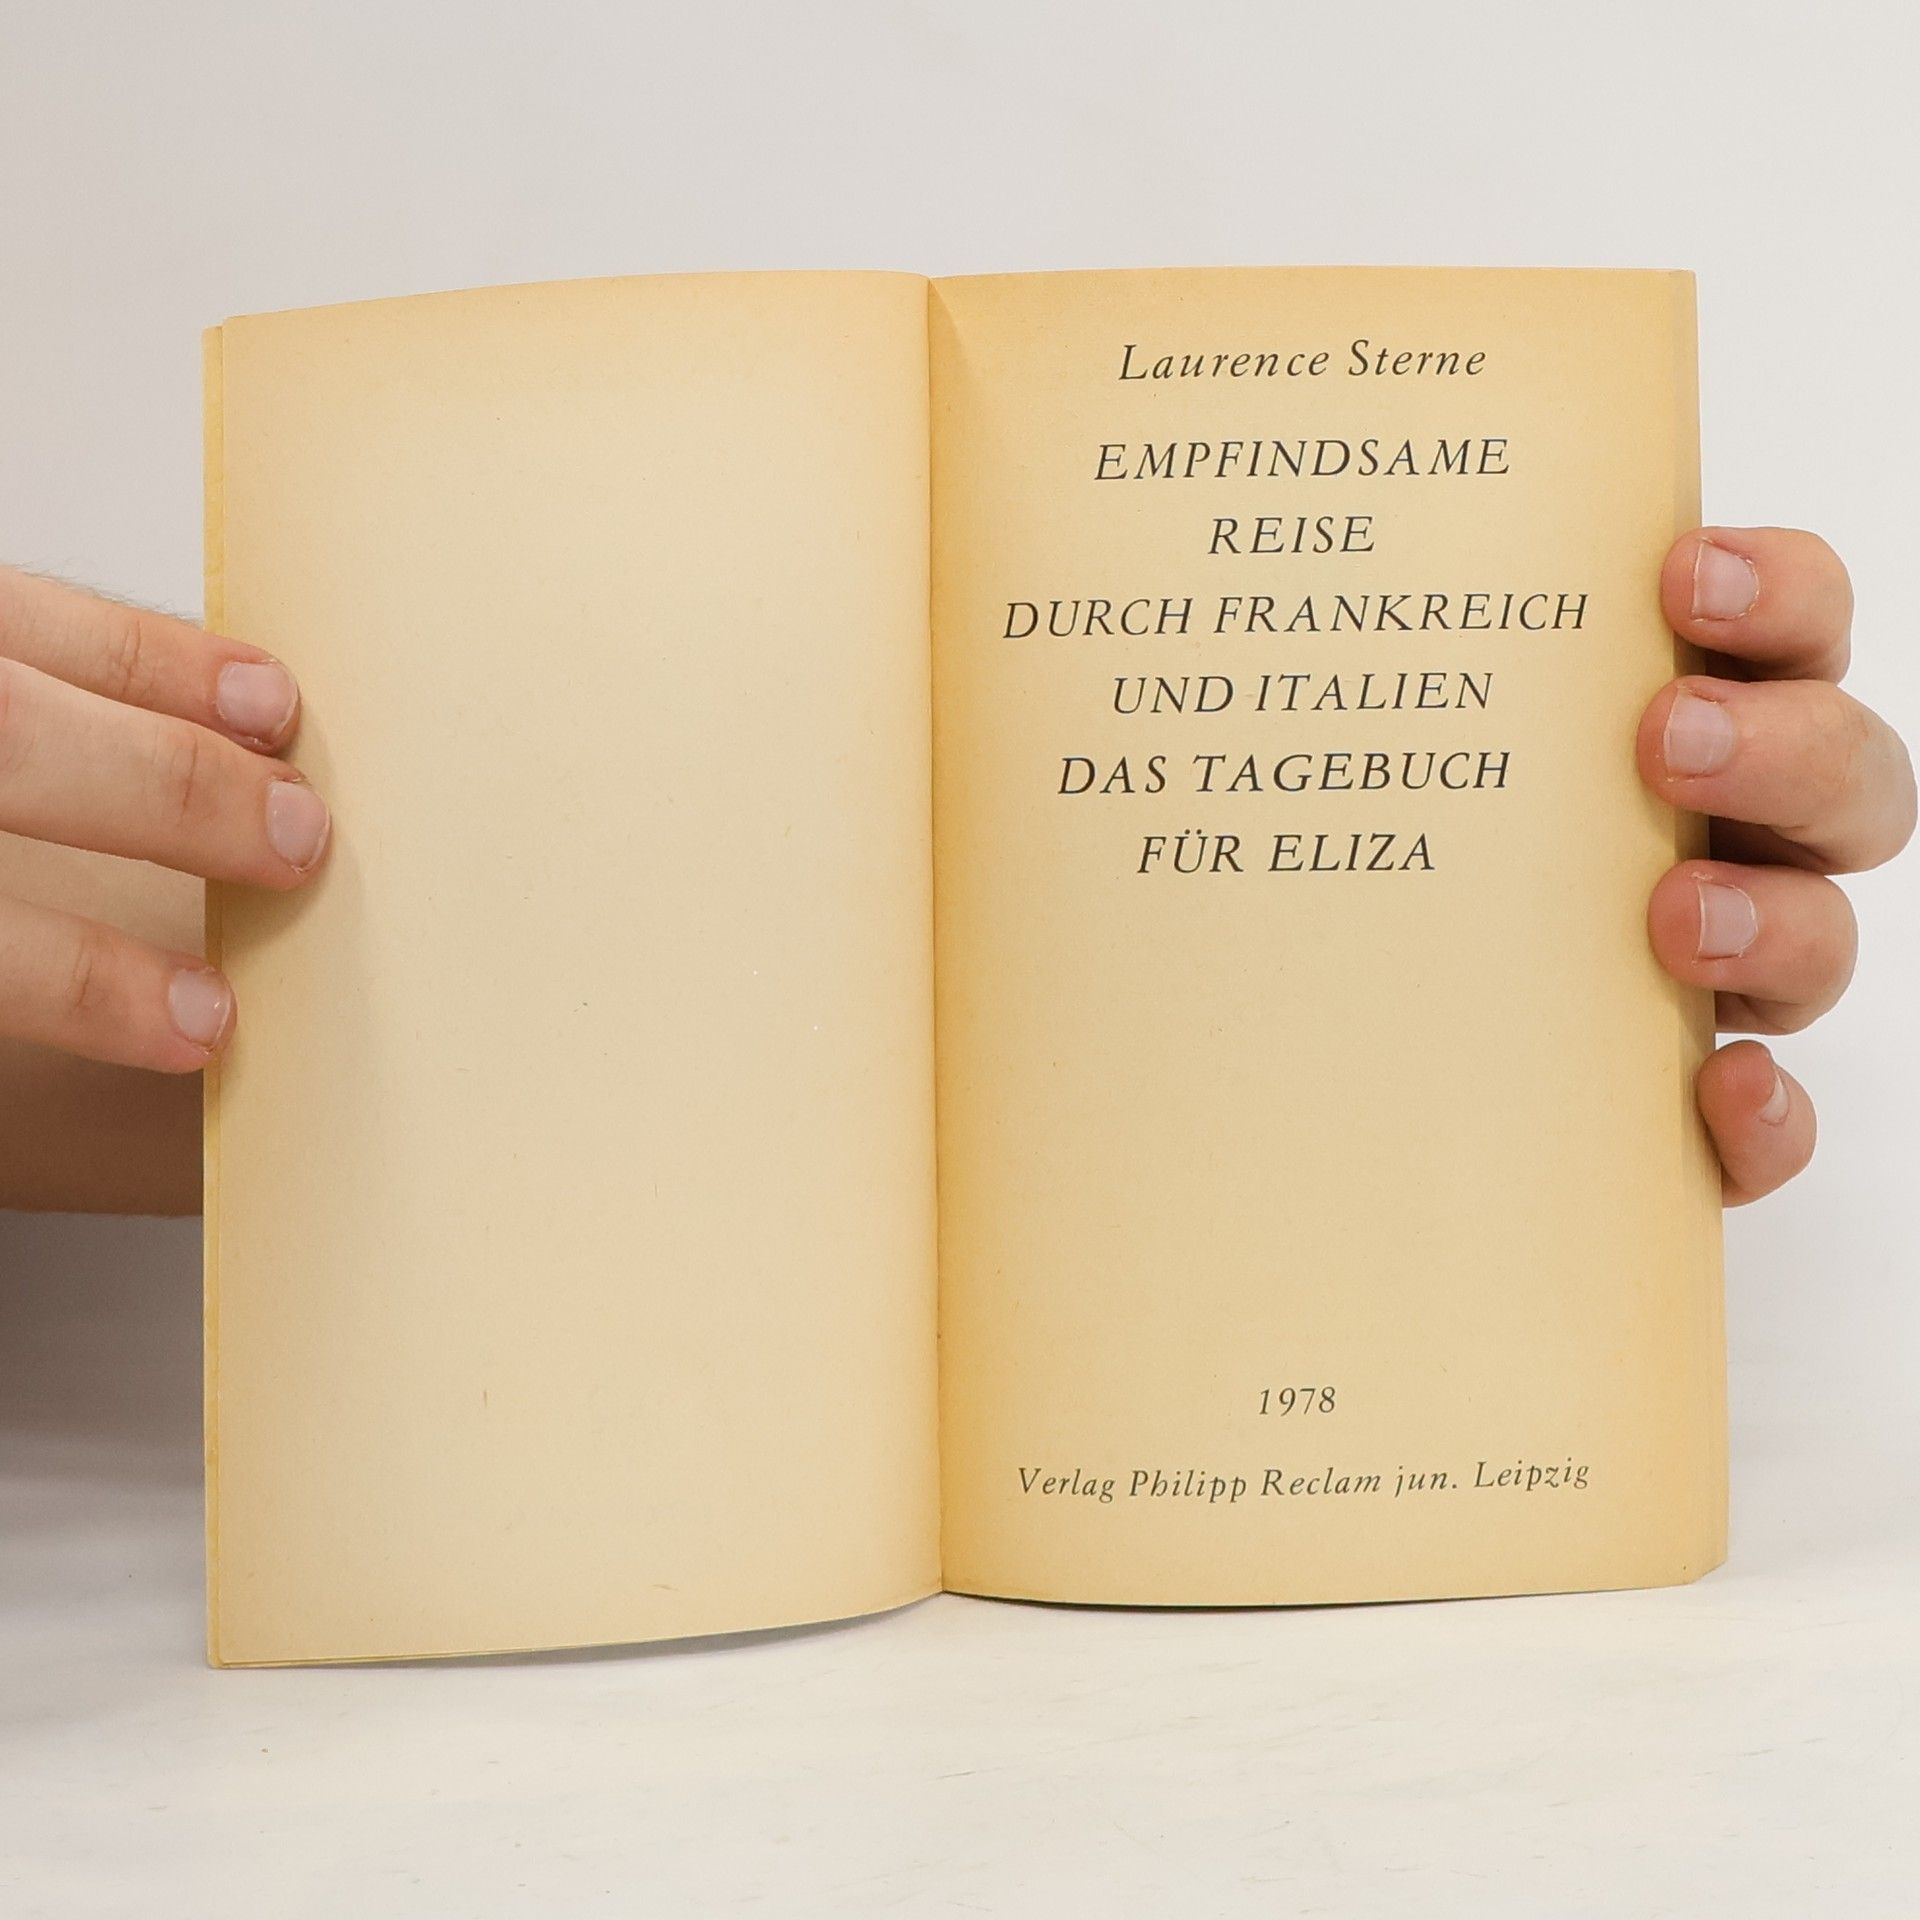 Laurence Sterne
EMPFINDSAME
REISE
DURCH FRANKREICH
UND ITALIEN
DAS TAGEBUCH
FÜR ELIZA
1978
Verlag Philipp Reclam jun. Leipzig